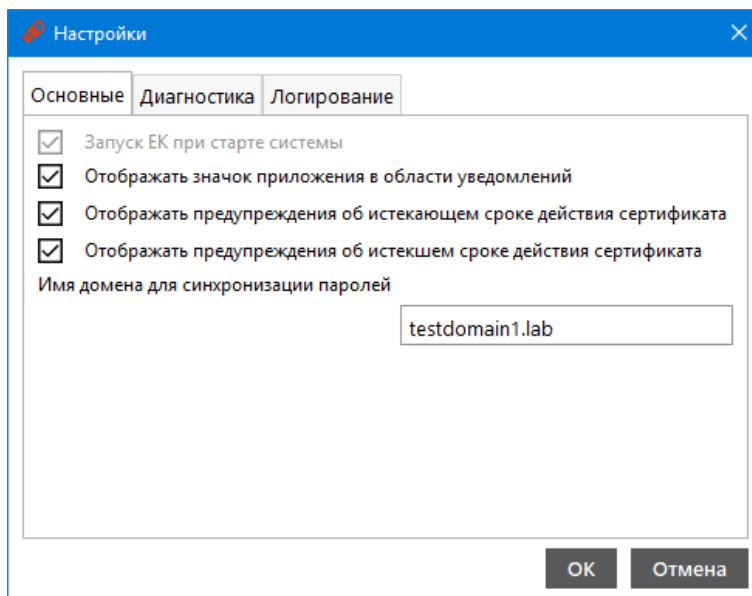 Настройки
Основные Диагностика Логирование
Запуск ЕК при старте системы
Отображать значок приложения в области уведомлений
Отображать предупреждения об истекающем сроке действия сертификата
Отображать предупреждения об истекшем сроке действия сертификата
Имя домена для синхронизации паролей
testdomain1.lab
ОК Отмена